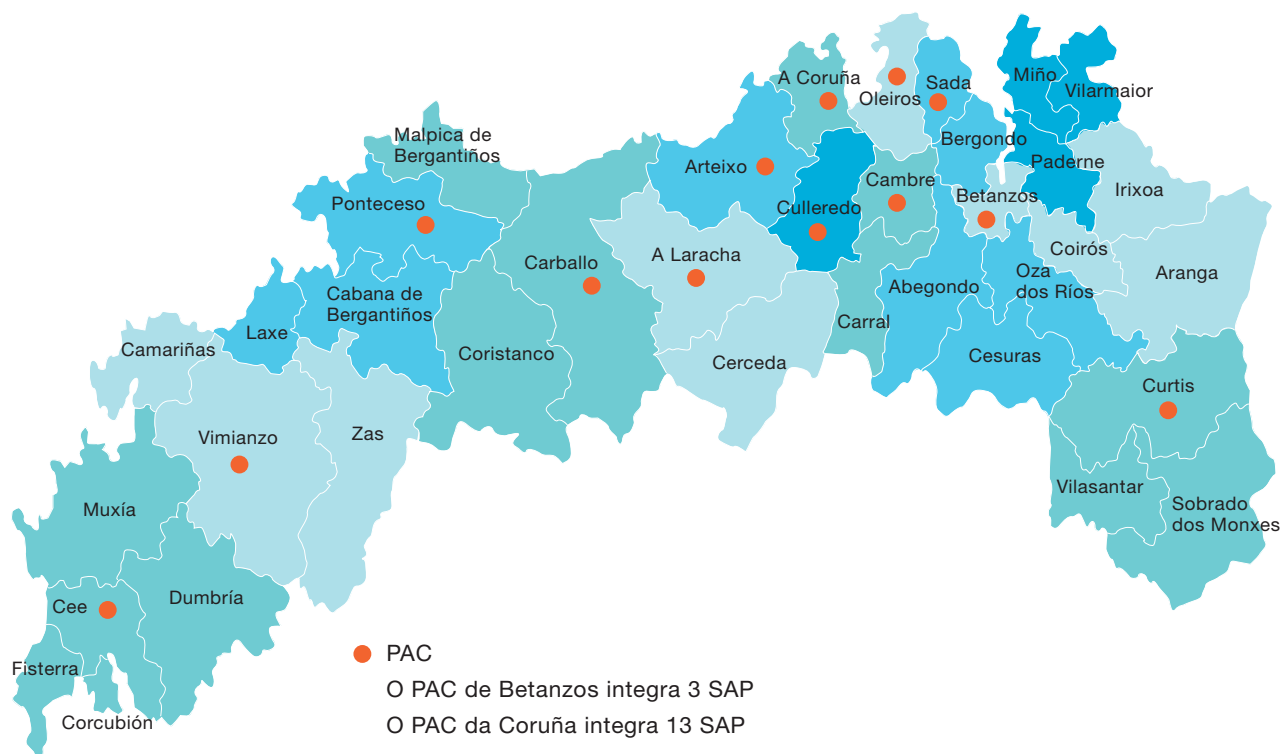 A Coruña
Oleiros
Sada
Miño
Vilarmaior
Malpica de
Bergantiños
Bergondo
Arteixo
Paderne
Cambre
Irixoa
Ponteceso
Culleredo
Betanzos
Coirós
A Laracha
Carballo
Aranga
Oza
dos Ríos
Abegondo
Cabana de
Bergantiños
Laxe
Carral
Camariñas
Coristanco
Cerceda
Cesuras
Curtis
Vimianzo
Zas
Vilasantar
Sobrado
dos Monxes
Muxía
Cee
Dumbría
Fisterra
Corcubión
PAC
O PAC de Betanzos integra 3 SAP
O PAC da Coruña integra 13 SAP